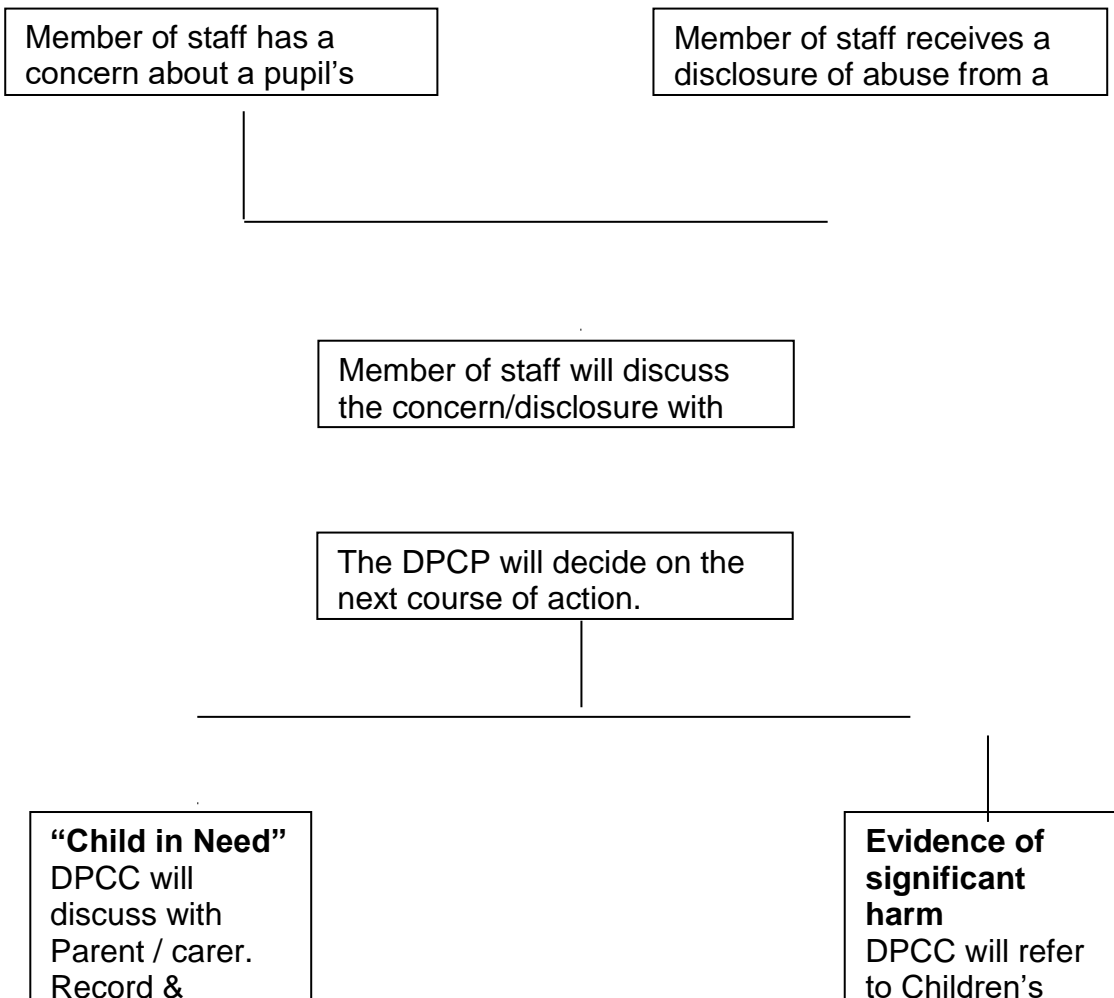 Member of staff has a
concern about a pupil's
Member of staff receives a
disclosure of abuse from a
Member of staff will discuss
the concern/disclosure with
The DPCP will decide on the
next course of action.
“Child in Need”
DPCC will
discuss with
Parent / carer.
Record &
Evidence of
significant
harm
DPCC will refer
to Children’s